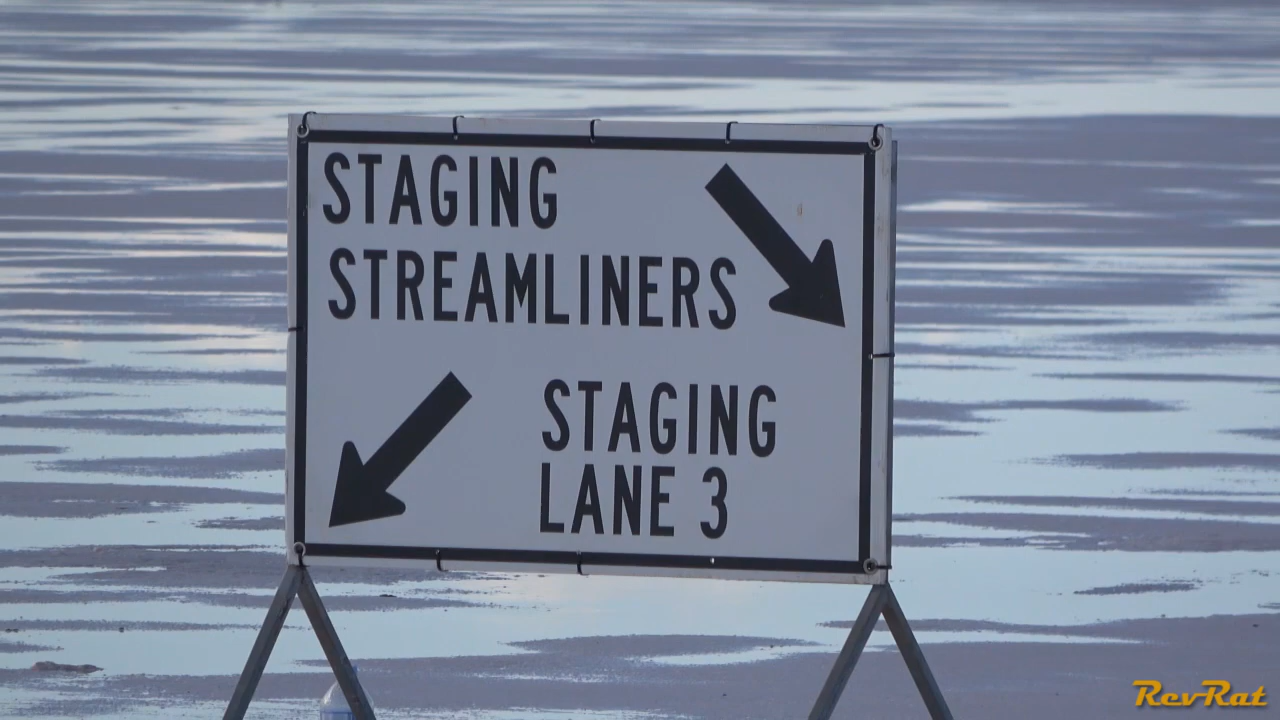 STAGING
STREAMLINERS
STAGING
LANE 3
RevRat